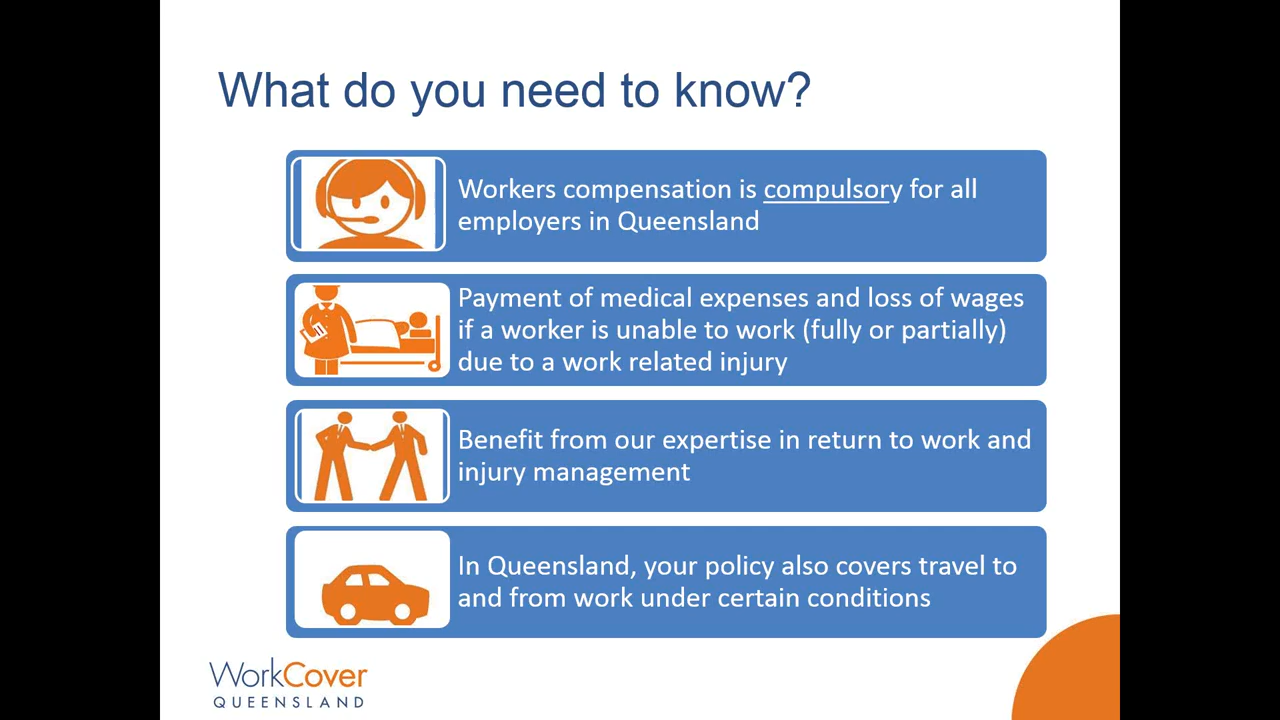 What do you need to know?
Workers compensation is compulsory for all
employers in Queensland
Payment of medical expenses and loss of wages
if a worker is unable to work (fully or partially)
due to a work related injury
Benefit from our expertise in return to work and
injury management
In Queensland, your policy also covers travel to
and from work under certain conditions
WorkCover
QUEENSLAND